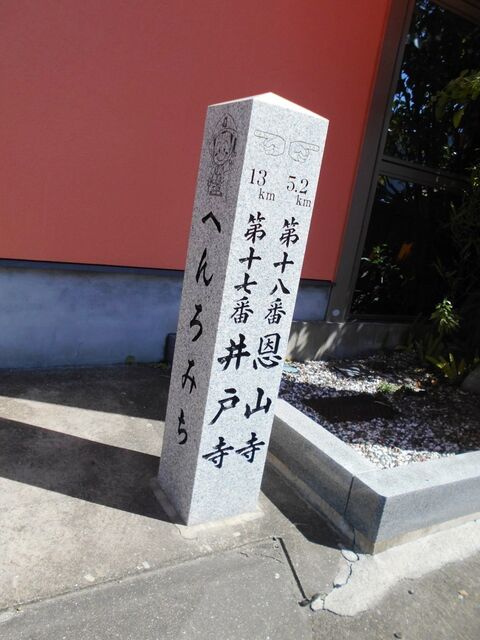 へんろみち
5.2km
第十八番 恩山寺
13km
第十七番 井戸寺